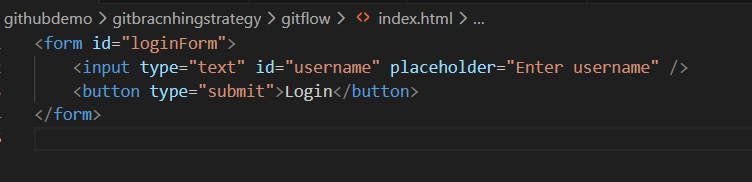 githubdemo > gitbracnhingstrategy > gitflow > <> index.html > ...
<form id="loginForm">
<input type="text" id="username" placeholder="Enter username" />
<button type="submit">Login</button>
</form>